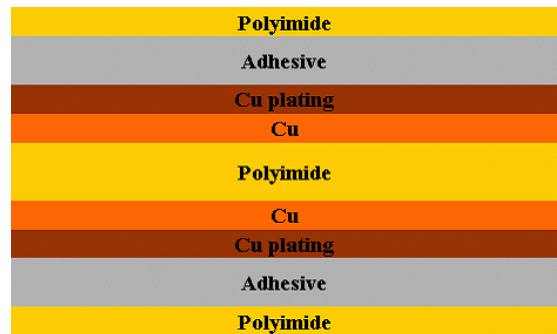 Polyimide
Adhesive
Cu plating
Cu
Polyimide
Cu
Cu plating
Adhesive
Polyimide